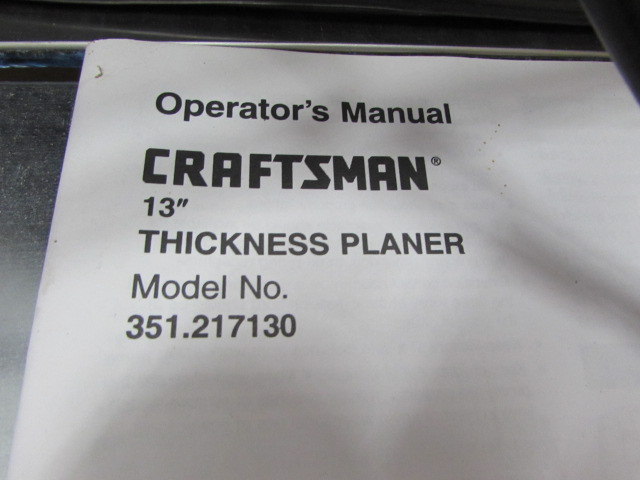 Operator's Manual
CRAFTSMAN®
13"
THICKNESS PLANER
Model No.
351.217130